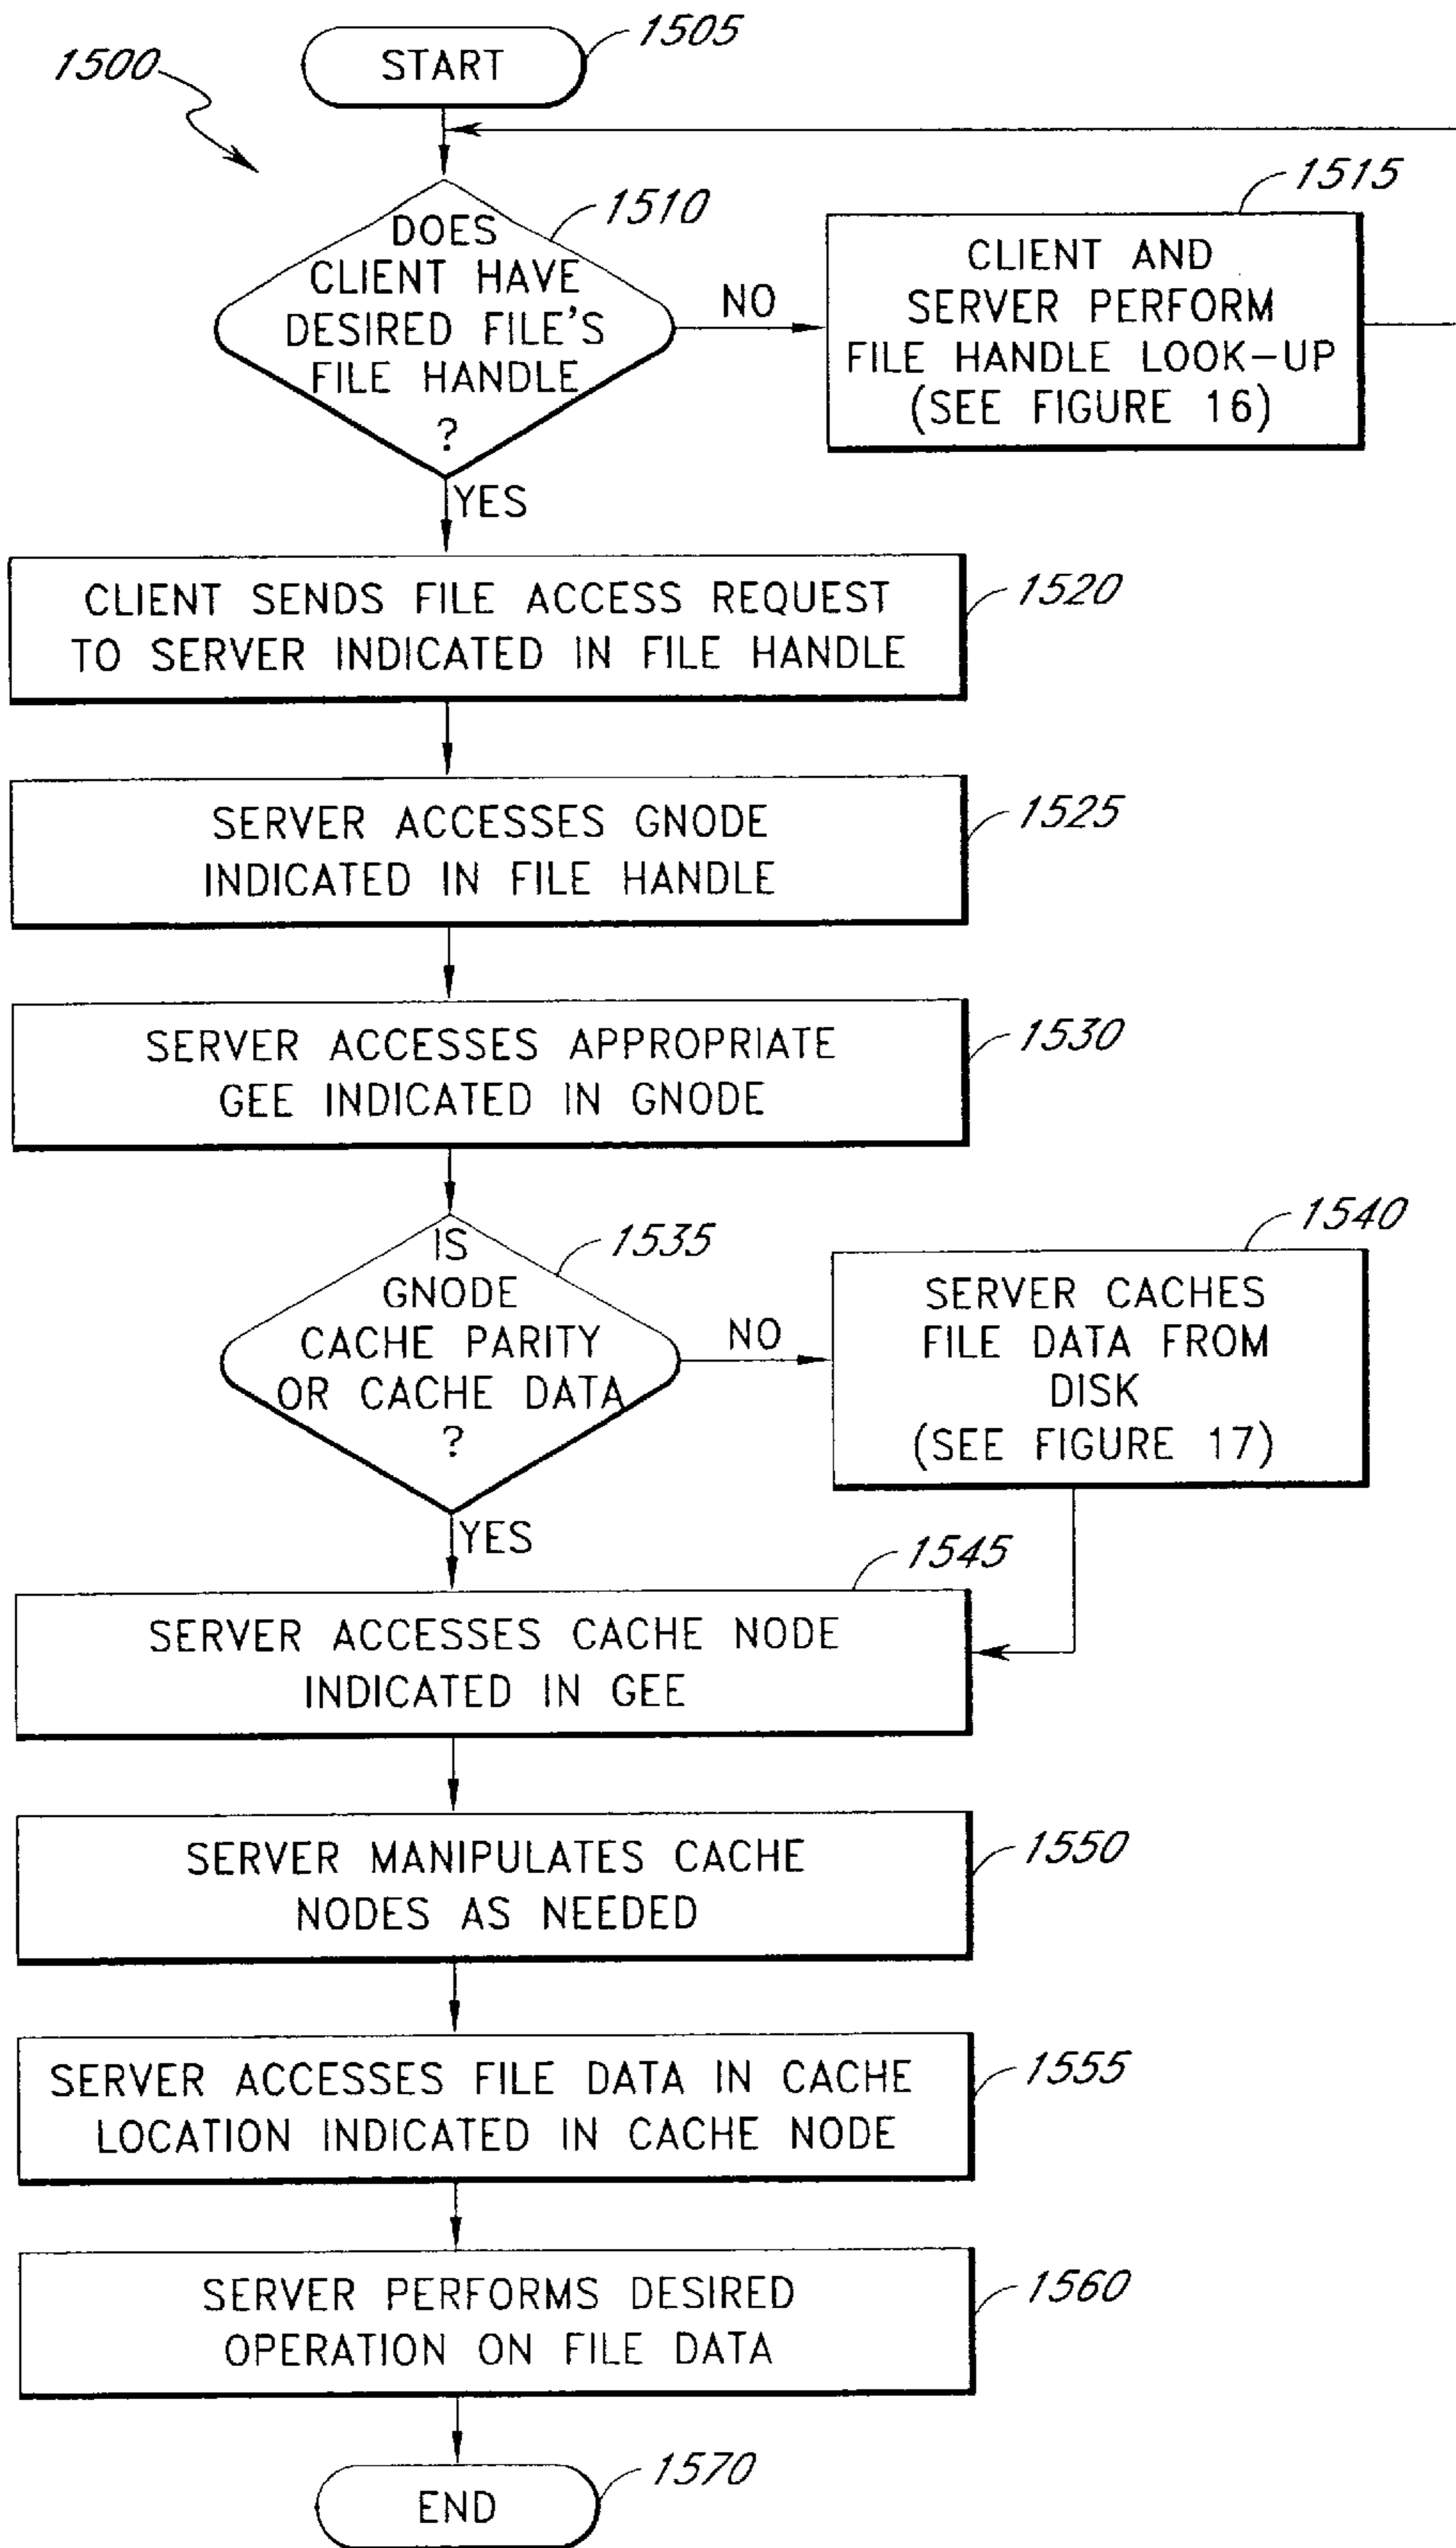 1500
START
1505
DOES
CLIENT HAVE
DESIRED FILE'S
FILE HANDLE
?
1510
NO
1515
CLIENT AND
SERVER PERFORM
FILE HANDLE LOOK-UP
(SEE FIGURE 16)
YES
CLIENT SENDS FILE ACCESS REQUEST
TO SERVER INDICATED IN FILE HANDLE
1520
SERVER ACCESSES GNODE
INDICATED IN FILE HANDLE
1525
SERVER ACCESSES APPROPRIATE
GEE INDICATED IN GNODE
1530
IS
GNODE
CACHE PARITY
OR CACHE DATA
?
1535
NO
1540
SERVER CACHES
FILE DATA FROM
DISK
(SEE FIGURE 17)
YES
1545
SERVER ACCESSES CACHE NODE
INDICATED IN GEE
SERVER MANIPULATES CACHE
NODES AS NEEDED
1550
SERVER ACCESSES FILE DATA IN CACHE
LOCATION INDICATED IN CACHE NODE
1555
SERVER PERFORMS DESIRED
OPERATION ON FILE DATA
1560
END
1570